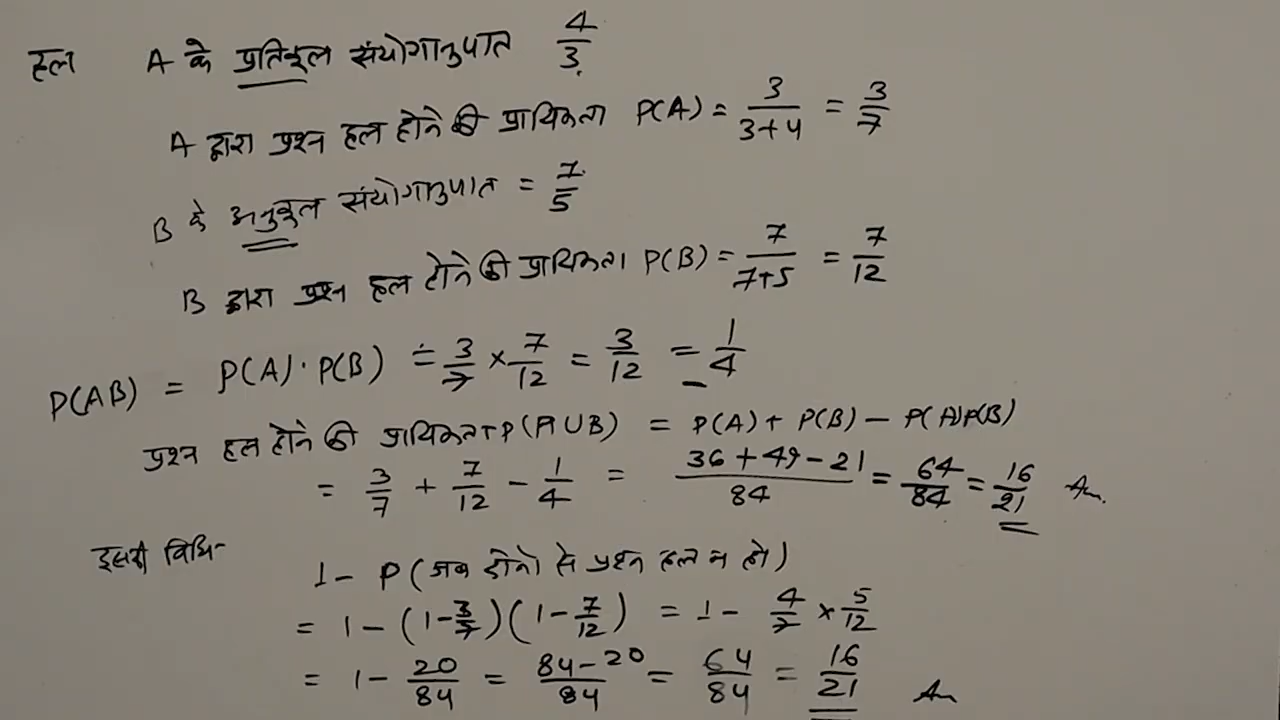 हल A के प्रतिकूल संयोगानुपात 4/3
A द्वारा प्रश्न हल होने की प्रायिकता P(A) = 3/(3+4) = 3/7
B के अनुकूल संयोगानुपात = 7/5
B द्वारा प्रश्न हल होने की प्रायिकता P(B) = 7/(7+5) = 7/12
P(AB) = P(A)·P(B) = 3/7 × 7/12 = 3/12 = 1/4
प्रश्न हल होने की प्रायिकता P(A∪B) = P(A) + P(B) − P(A)P(B)
= 3/7 + 7/12 − 1/4 = (36+49−21)/84 = 64/84 = 16/21 An.
दूसरी विधि-
1 − P(जब दोनो से प्रश्न हल न हो)
= 1 − (1−3/7)(1−7/12) = 1 − 4/7 × 5/12
= 1 − 20/84 = (84−20)/84 = 64/84 = 16/21 An